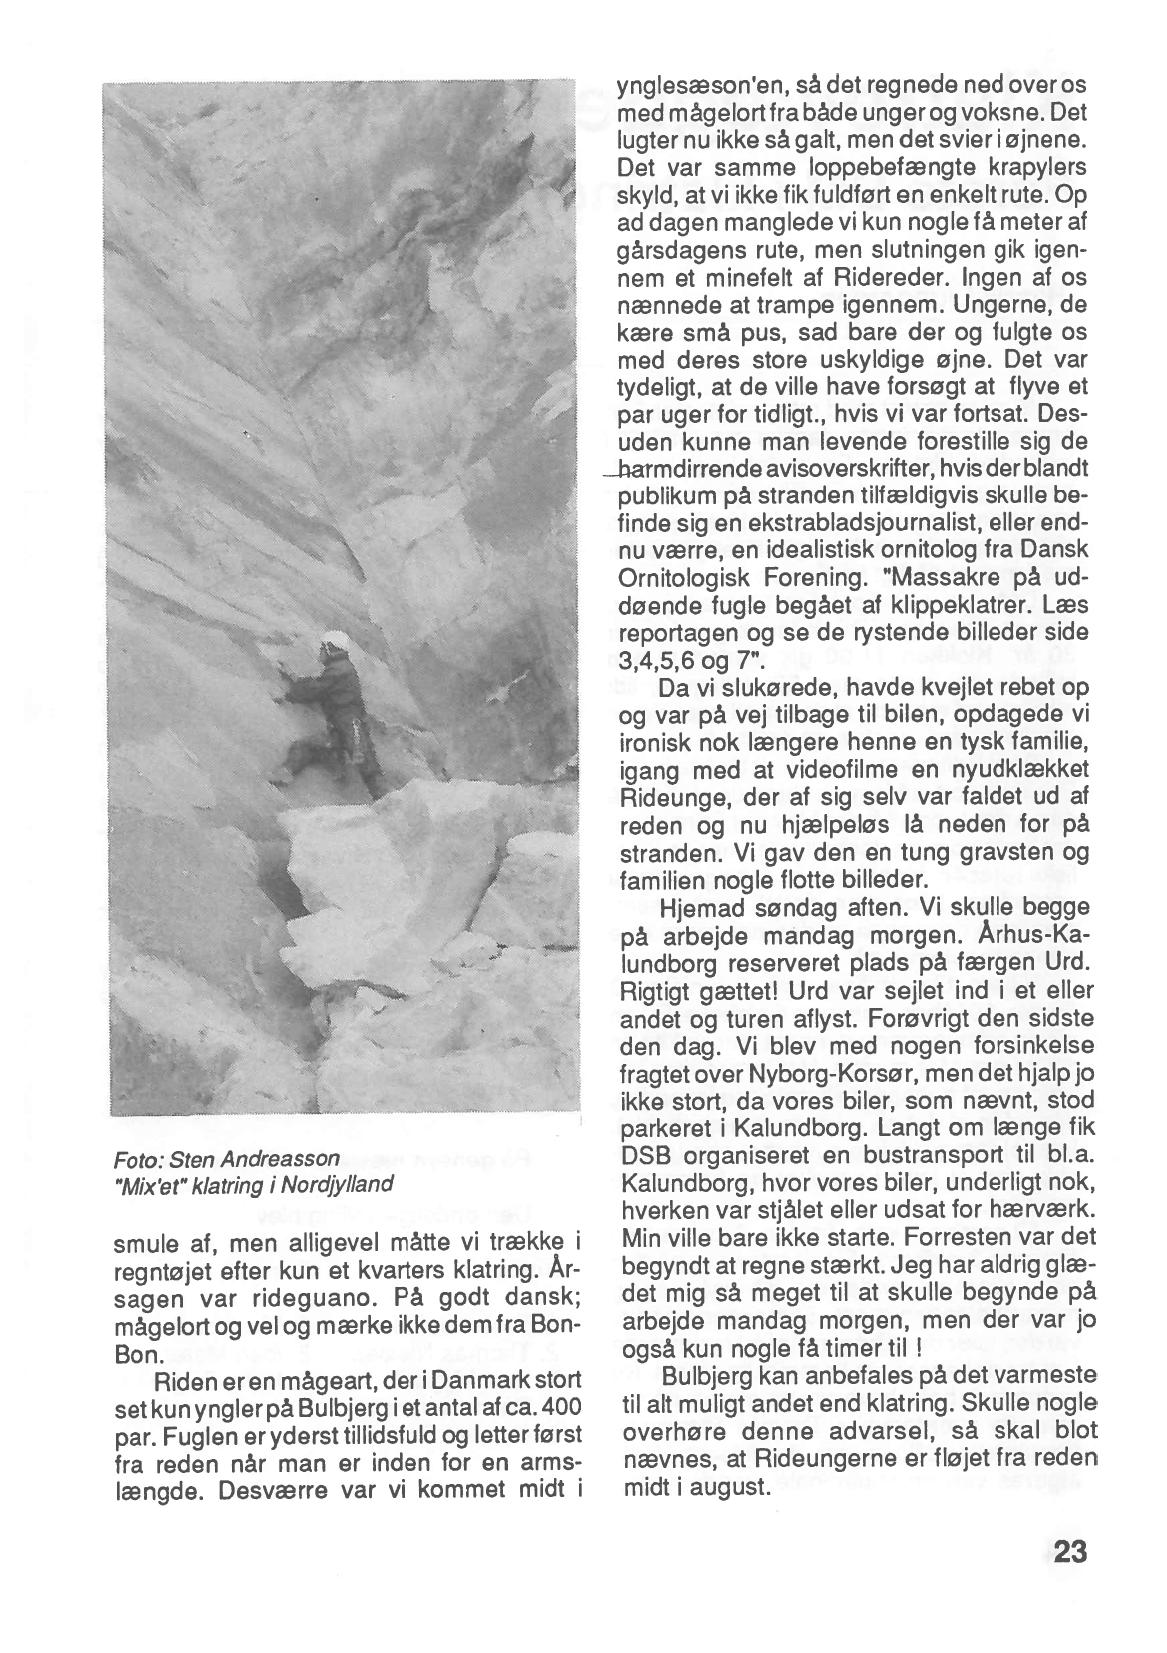 Foto: Sten Andreasson
"Mix'et" klatring i Nordjylland
smule af, men alligevel måtte vi trække i
regntøjet efter kun et kvarters klatring. År-
sagen var rideguano. På godt dansk;
mågelort og vel og mærke ikke dem fra Bon-
Bon.
Riden er en mågeart, der i Danmark stort
set kun yngler på Bulbjerg i et antal af ca. 400
par. Fuglen er yderst tillidsfuld og letter først
fra reden når man er inden for en arms-
længde. Desværre var vi kommet midt i
ynglesæson'en, så det regnede ned over os
med mågelort fra både unger og voksne. Det
lugter nu ikke så galt, men det svier i øjnene.
Det var samme loppebefængte krapylers
skyld, at vi ikke fik fuldført en enkelt rute. Op
ad dagen manglede vi kun nogle få meter af
gårsdagens rute, men slutningen gik igen-
nem et minefelt af Ridereder. Ingen af os
nænnede at trampe igennem. Ungerne, de
kære små pus, sad bare der og fulgte os
med deres store uskyldige øjne. Det var
tydeligt, at de ville have forsøgt at flyve et
par uger for tidligt., hvis vi var fortsat. Des-
uden kunne man levende forestille sig de
harmdirrende avisoverskrifter, hvis der blandt
publikum på stranden tilfældigvis skulle be-
finde sig en ekstrabladsjournalist, eller end-
nu værre, en idealistisk ornitolog fra Dansk
Ornitologisk Forening. "Massakre på ud-
døende fugle begået af klippeklatrer. Læs
reportagen og se de rystende billeder side
3,4,5,6 og 7".
Da vi slukørede, havde kvejlet rebet op
og var på vej tilbage til bilen, opdagede vi
ironisk nok længere henne en tysk familie,
igang med at videofilme en nyudklækket
Rideunge, der af sig selv var faldet ud af
reden og nu hjælpeløs lå neden for på
stranden. Vi gav den en tung gravsten og
familien nogle flotte billeder.
Hjemad søndag aften. Vi skulle begge
på arbejde mandag morgen. Århus-Ka-
lundborg reserveret plads på færgen Urd.
Rigtigt gættet! Urd var sejlet ind i et eller
andet og turen aflyst. Forøvrigt den sidste
den dag. Vi blev med nogen forsinkelse
fragtet over Nyborg-Korsør, men det hjalp jo
ikke stort, da vores biler, som nævnt, stod
parkeret i Kalundborg. Langt om længe fik
DSB organiseret en bustransport til bl.a.
Kalundborg, hvor vores biler, underligt nok,
hverken var stjålet eller udsat for hærværk.
Min ville bare ikke starte. Forresten var det
begyndt at regne stærkt. Jeg har aldrig glæ-
det mig så meget til at skulle begynde på
arbejde mandag morgen, men der var jo
også kun nogle få timer til !
Bulbjerg kan anbefales på det varmeste
til alt muligt andet end klatring. Skulle nogle
overhøre denne advarsel, så skal blot
nævnes, at Rideungerne er fløjet fra reden
midt i august.
23